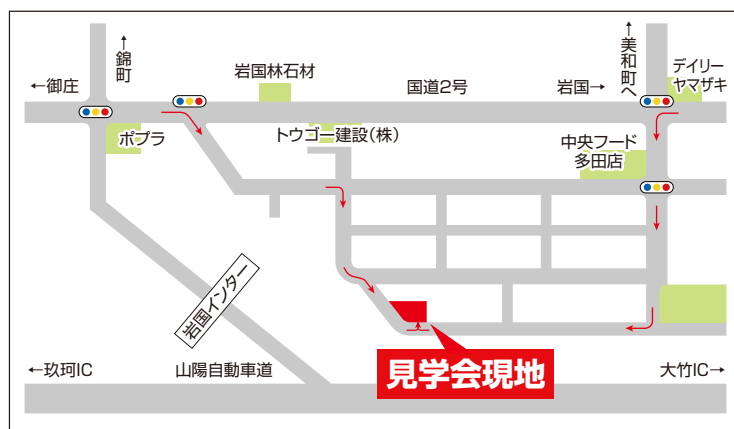 ↑錦町
←御庄
岩国林石材
国道2号
岩国→
↑美和町へ
デイリー
ヤマザキ
ポプラ
トウゴー建設(株)
中央フード
多田店
岩国インター
見学会現地
←玖珂IC
山陽自動車道
大竹IC→